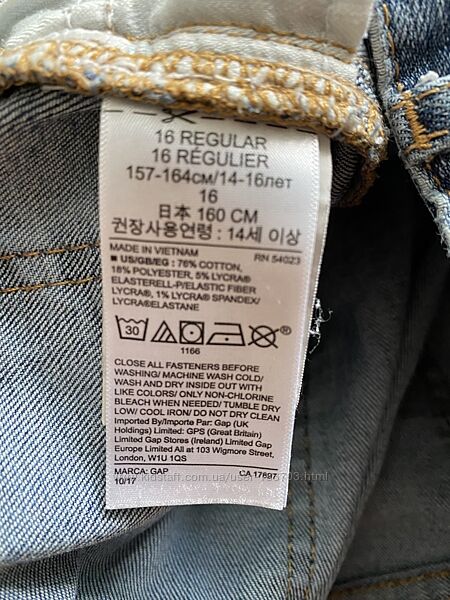 16 REGULAR
16 RÉGULIER
157-164см/14-16лет
16
日本 160 CM
권장사용연령 : 14세 이상
MADE IN VIETNAM RN 54023
■ US/GB/EG : 76% COTTON,
18% POLYESTER, 5% LYCRA®
ELASTERELL-P/ELASTIC FIBER
LYCRA®, 1% LYCRA® SPANDEX/
LYCRA®ELASTANE
30 ®
1166
CLOSE ALL FASTENERS BEFORE
WASHING/ MACHINE WASH COLD/
WASH AND DRY INSIDE OUT WITH
LIKE COLORS/ ONLY NON-CHLORINE
BLEACH WHEN NEEDED/ TUMBLE DRY
LOW/ COOL IRON/ DO NOT DRY CLEAN
Imported By/Importe Par: Gap (UK
Holdings) Limited: GPS (Great Britain)
Limited Gap Stores (Ireland) Limited Gap
Europe Limited All at 103 Wigmore Street,
London, W1U 1QS
MARCA: GAP CA 17897
10/17